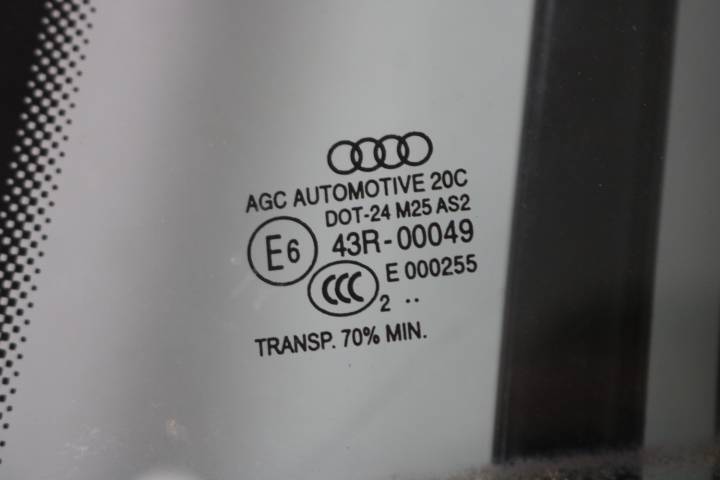 AGC AUTOMOTIVE 20C
DOT-24 M25 AS2
E6 43R-00049
CCC E 000255
2 ..
TRANSP. 70% MIN.